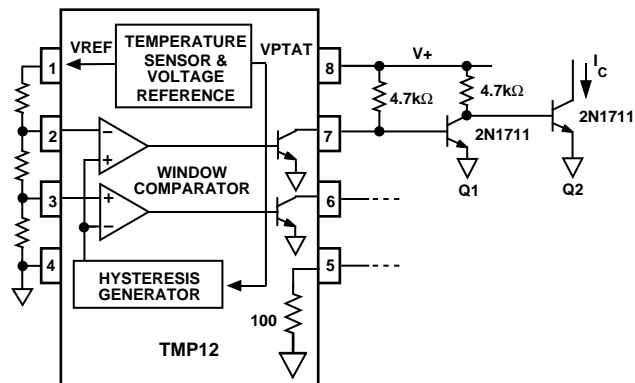 TEMPERATURE
SENSOR &
VOLTAGE
REFERENCE
VREF
VPTAT
1
2
3
4
8
7
6
5
−
+
+
−
WINDOW
COMPARATOR
HYSTERESIS
GENERATOR
100
TMP12
V+
4.7kΩ
4.7kΩ
IC
2N1711
2N1711
Q1
Q2